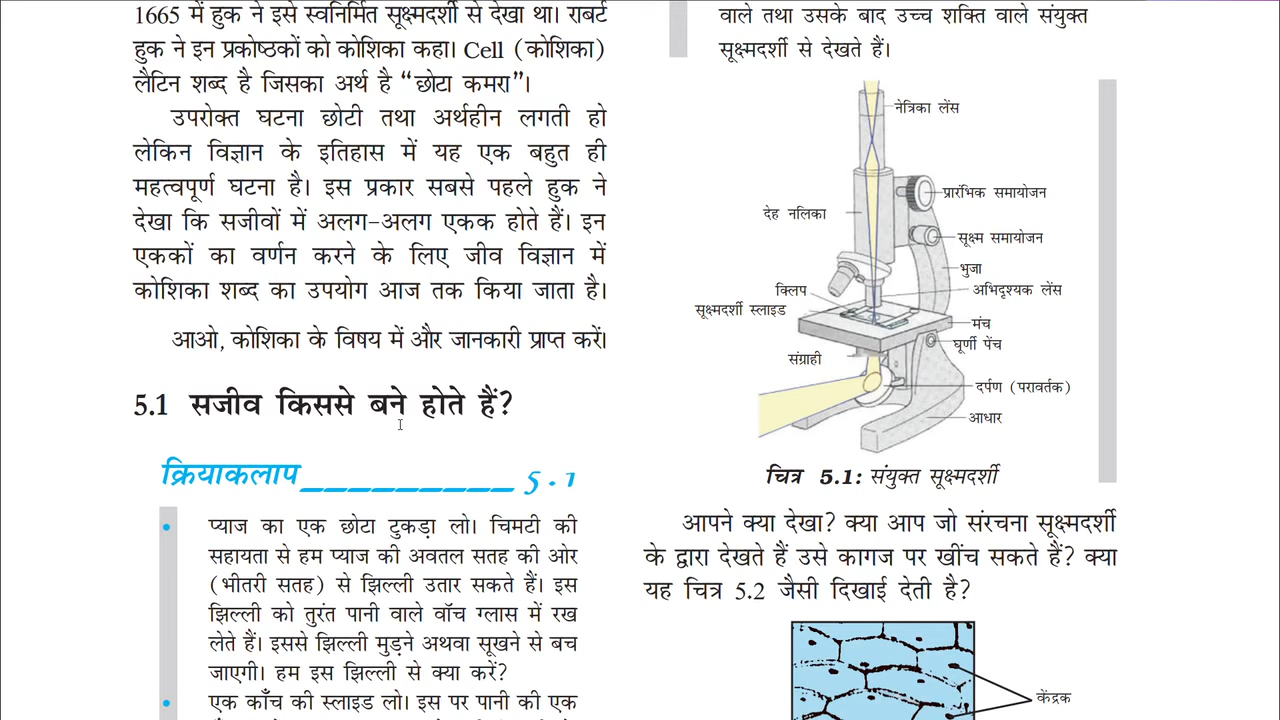 1665 में हुक ने इसे स्वनिर्मित सूक्ष्मदर्शी से देखा था। राबर्ट
हुक ने इन प्रकोष्ठकों को कोशिका कहा। Cell (कोशिका)
लैटिन शब्द है जिसका अर्थ है “छोटा कमरा”।
उपरोक्त घटना छोटी तथा अर्थहीन लगती हो
लेकिन विज्ञान के इतिहास में यह एक बहुत ही
महत्वपूर्ण घटना है। इस प्रकार सबसे पहले हुक ने
देखा कि सजीवों में अलग-अलग एकक होते हैं। इन
एककों का वर्णन करने के लिए जीव विज्ञान में
कोशिका शब्द का उपयोग आज तक किया जाता है।
आओ, कोशिका के विषय में और जानकारी प्राप्त करें।
5.1 सजीव किससे बने होते हैं?
क्रियाकलाप __________ 5.1
• प्याज का एक छोटा टुकड़ा लो। चिमटी की
सहायता से हम प्याज की अवतल सतह की ओर
(भीतरी सतह) से झिल्ली उतार सकते हैं। इस
झिल्ली को तुरंत पानी वाले वॉच ग्लास में रख
लेते हैं। इससे झिल्ली मुड़ने अथवा सूखने से बच
जाएगी। हम इस झिल्ली से क्या करें?
• एक काँच की स्लाइड लो। इस पर पानी की एक
वाले तथा उसके बाद उच्च शक्ति वाले संयुक्त
सूक्ष्मदर्शी से देखते हैं।
नेत्रिका लेंस
प्रारंभिक समायोजन
देह नलिका
सूक्ष्म समायोजन
भुजा
क्लिप
अभिदृश्यक लेंस
सूक्ष्मदर्शी स्लाइड
मंच
घूर्णी पेंच
संग्राही
दर्पण (परावर्तक)
आधार
चित्र 5.1: संयुक्त सूक्ष्मदर्शी
आपने क्या देखा? क्या आप जो संरचना सूक्ष्मदर्शी
के द्वारा देखते हैं उसे कागज पर खींच सकते हैं? क्या
यह चित्र 5.2 जैसी दिखाई देती है?
केंद्रक